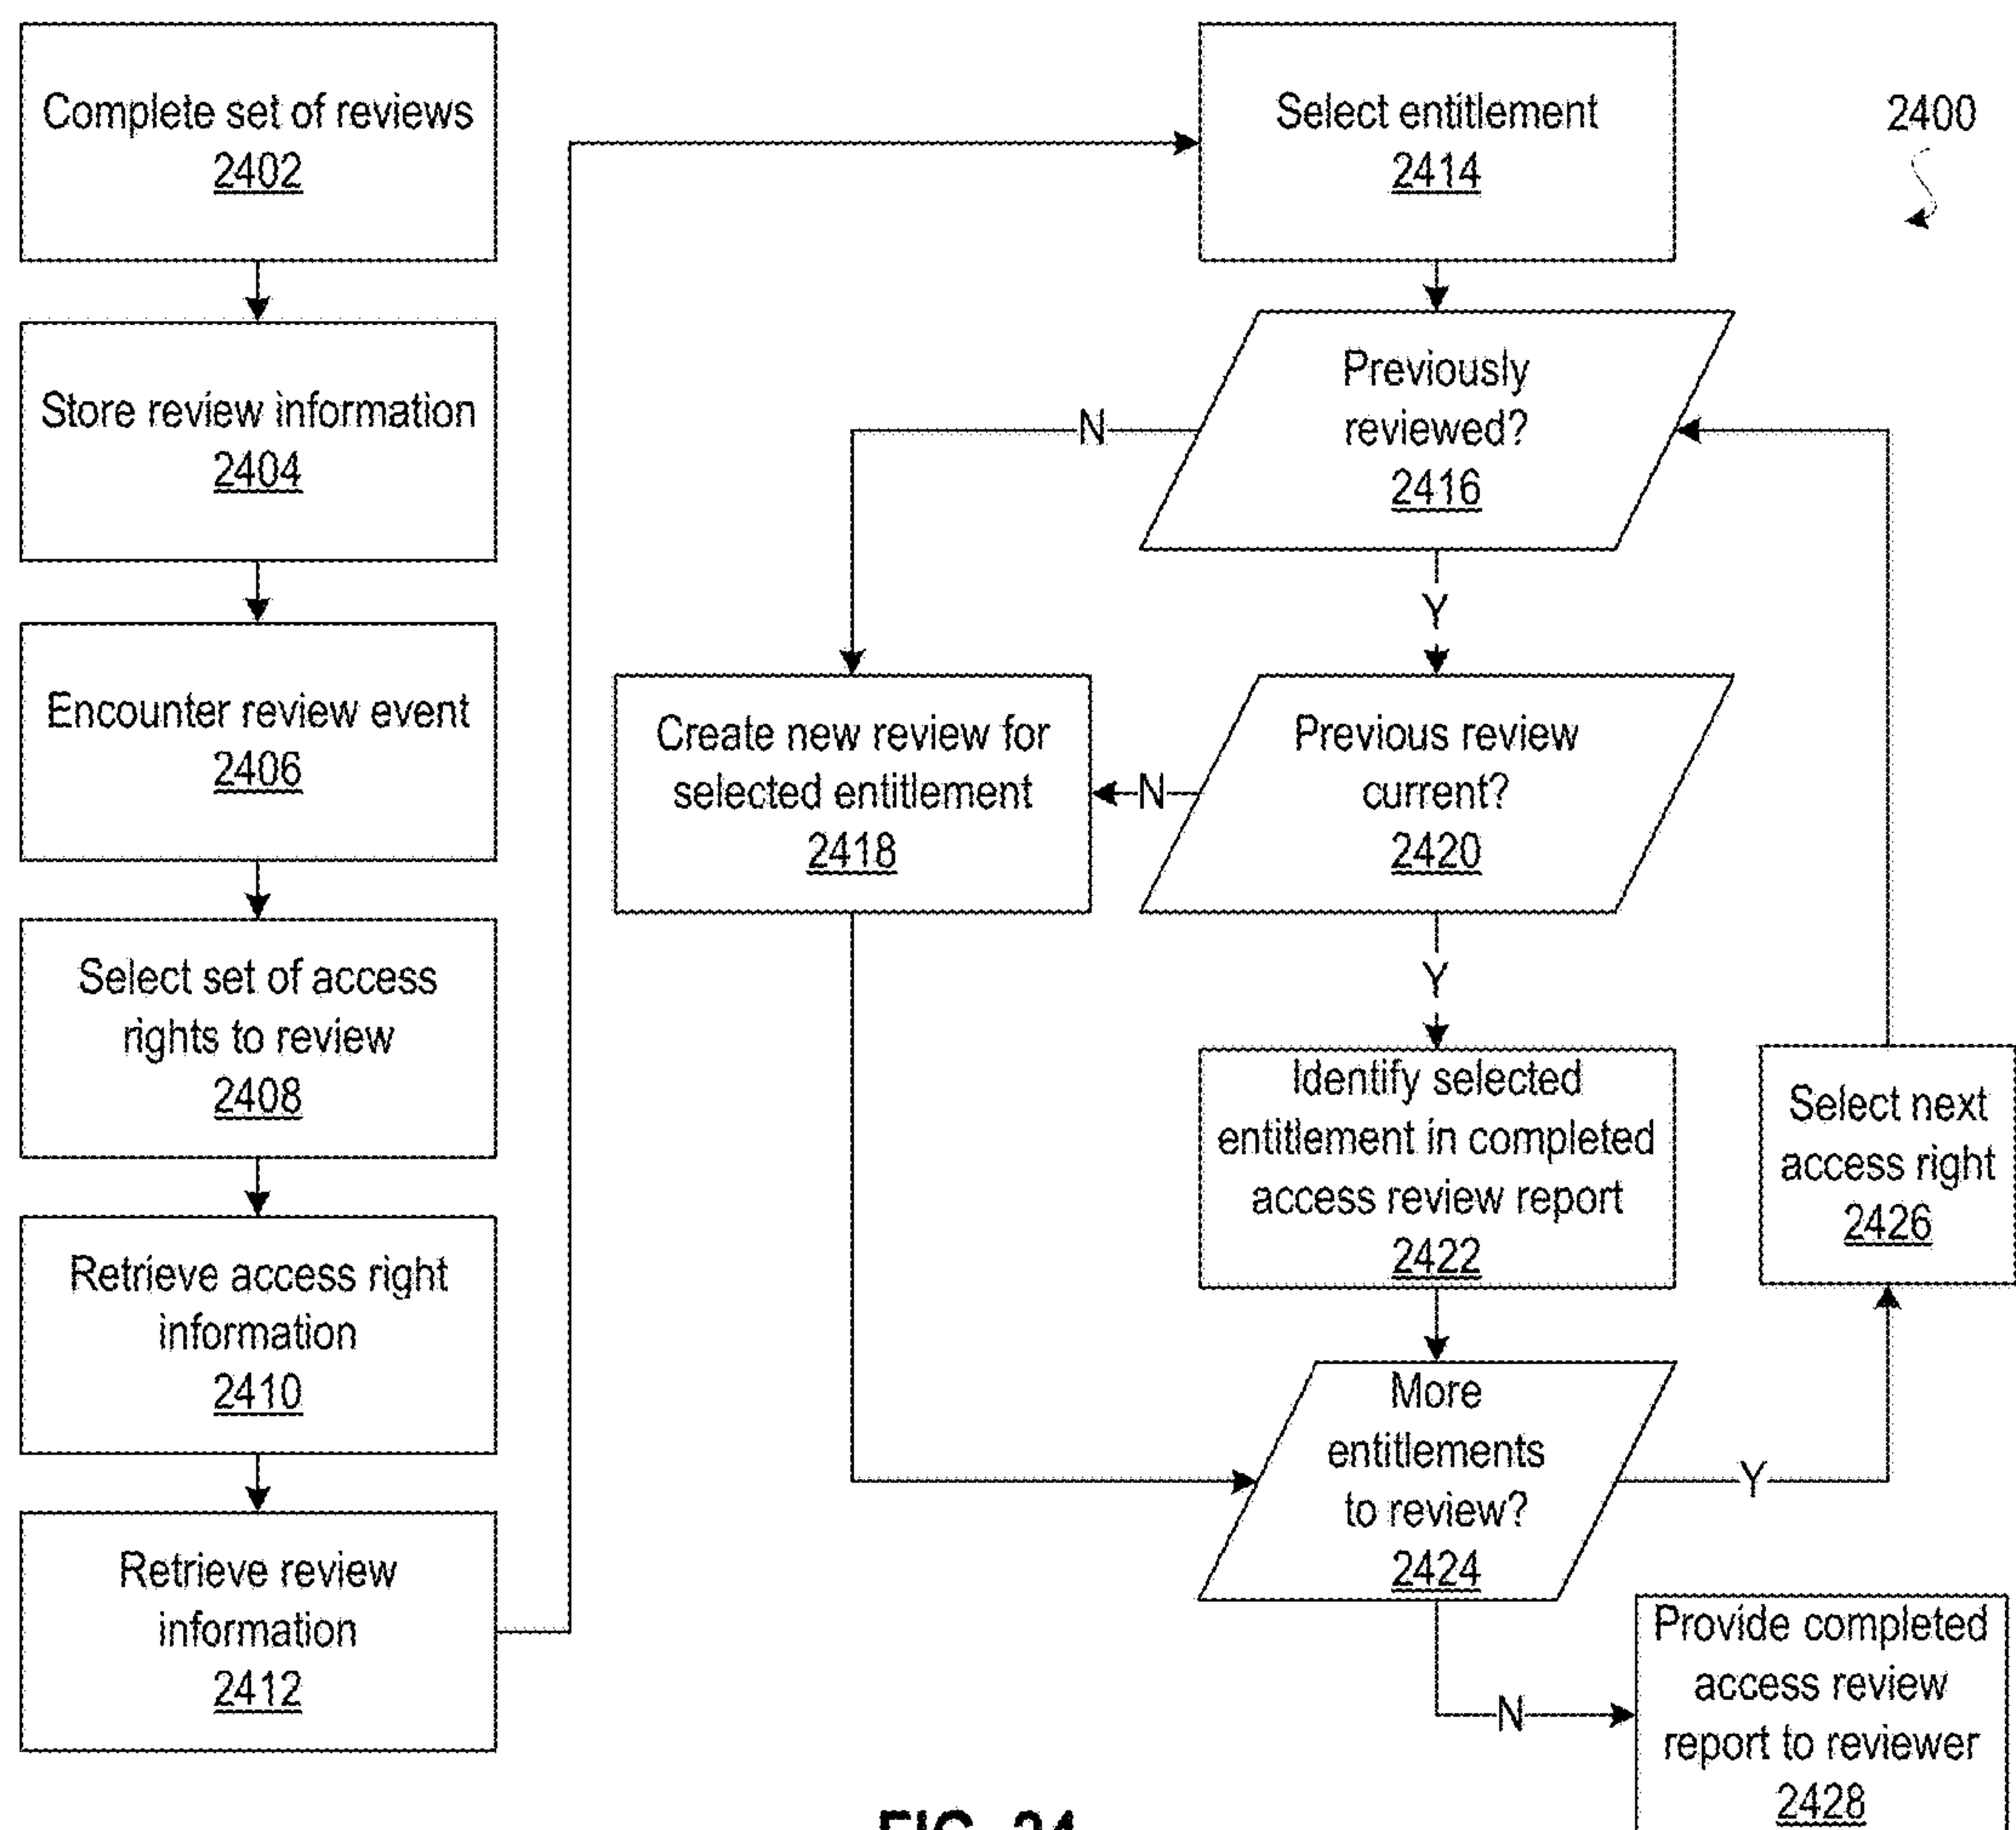 Complete set of reviews
2402
Store review information
2404
Encounter review event
2406
Select set of access
rights to review
2408
Retrieve access right
information
2410
Retrieve review
information
2412
Select entitlement
2414
2400
Previously
reviewed?
2416
N
Y
Create new review for
selected entitlement
2418
N
Previous review
current?
2420
Y
Identify selected
entitlement in completed
access review report
2422
Select next
access right
2426
More
entitlements
to review?
2424
Y
N
Provide completed
access review
report to reviewer
2428
FIG. 24